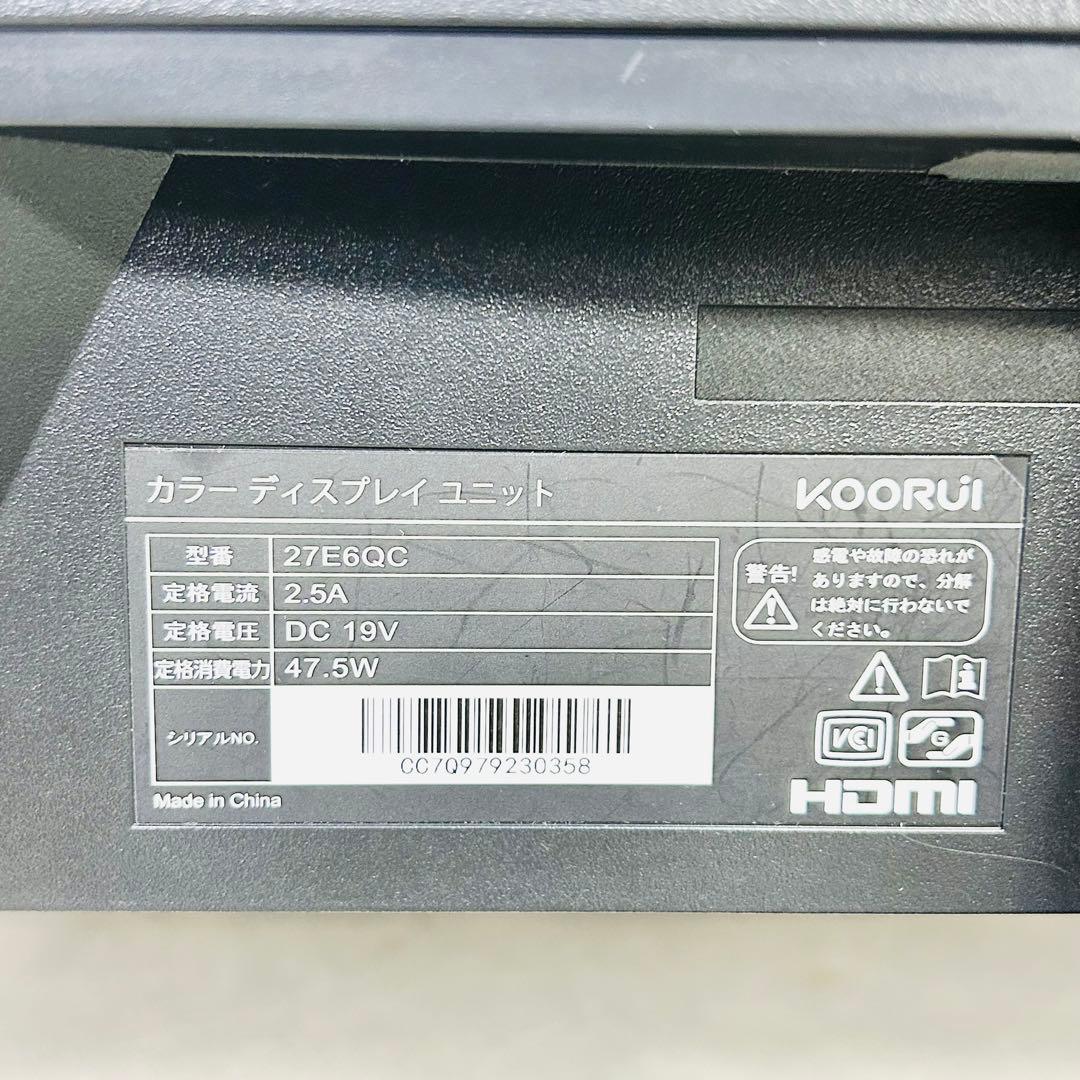 カラー ディスプレイ ユニット
KOORUI
型番 27E6QC
定格電流 2.5A
定格電圧 DC 19V
定格消費電力 47.5W
シリアルNO.
CC7Q979230358
Made in China
警告!
感電や故障の恐れが
ありますので、分解
は絶対に行わないで
ください。
VCCI
G
HDMI